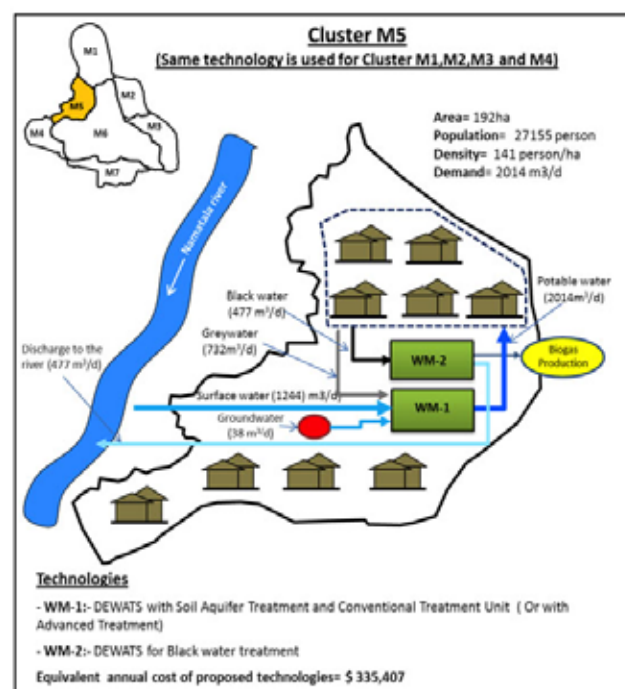 Cluster M5
(Same technology is used for Cluster M1,M2,M3 and M4)
M1
M2
M5
M3
M4
M6
M7
Area= 192ha
Population= 27155 person
Density= 141 person/ha
Demand= 2014 m3/d
Namatala river
Black water
(477 m³/d)
Potable water
(2014m³/d)
Greywater
(732m³/d)
WM-2
Biogas
Production
Discharge to the
river (477 m³/d)
Surface water (1244) m3/d
WM-1
Groundwater
(38 m³/d)
Technologies
- WM-1:- DEWATS with Soil Aquifer Treatment and Conventional Treatment Unit ( Or with
Advanced Treatment)
- WM-2:- DEWATS for Black water treatment
Equivalent annual cost of proposed technologies= $ 335,407